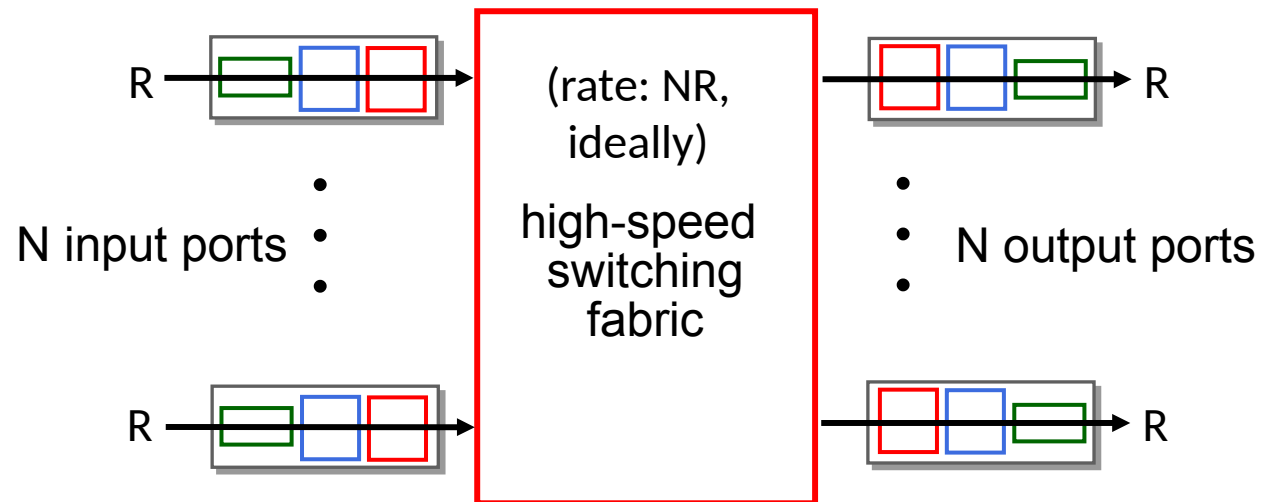 R
(rate: NR,
ideally)
R
N input ports
high-speed
switching
fabric
N output ports
R
R